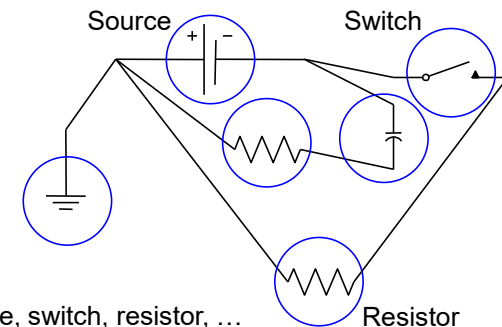 Source
Switch
+ −
e, switch, resistor, …
Resistor